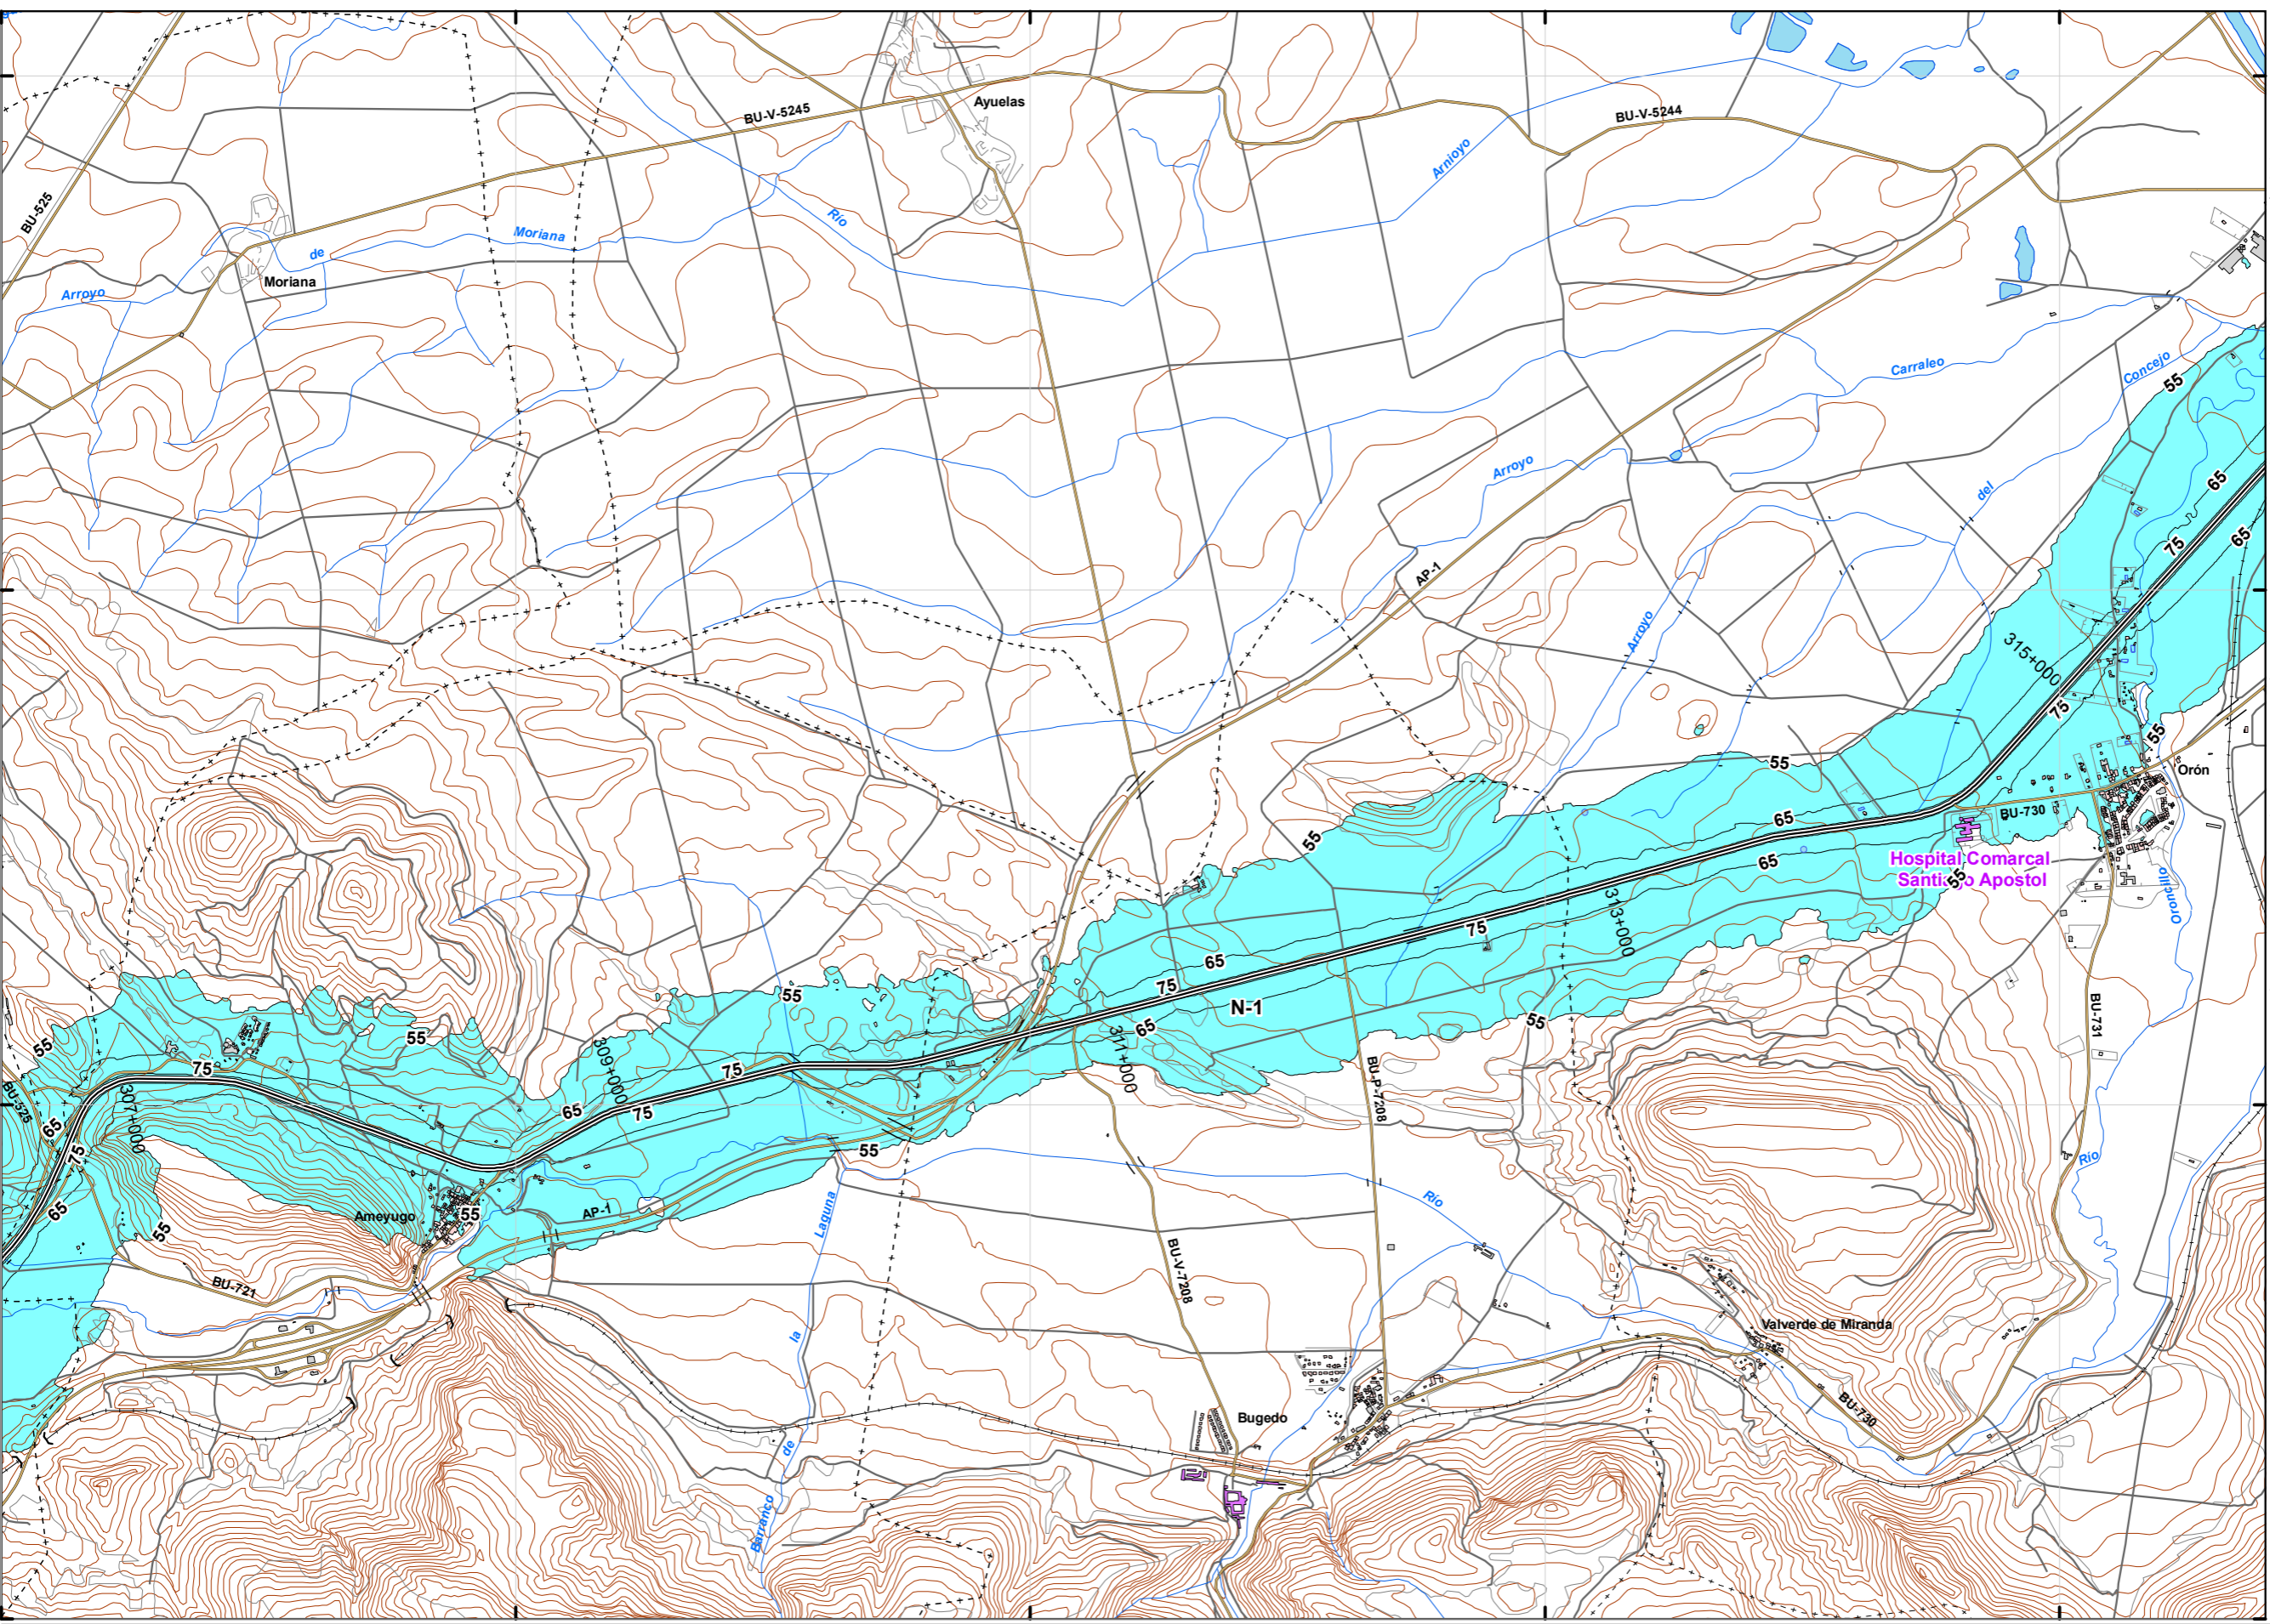 Ayuelas
BU-V-5245
BU-V-5244
Arnioyo
BU-525
Río
Moriana
de
Moriana
Arroyo
Carraleo
Concejo
55
Arroyo
65
del
65
75
AP-1
Arroyo
315+000
75
55
55
Orón
65
BU-730
55
65
Hospital Comarcal
Santiago Apostol
55
Oroncillo
313+000
75
65
75
55
N-1
55
BU-731
65
55
55
311+000
309+000
75
75
BU-525
307+000
65
75
BU-P-7208
65
75
55
Río
65
55
Ameyugo
55
AP-1
Laguna
Río
BU-721
BU-V-7208
la
Valverde de Miranda
BU-730
Bugedo
de
Barranco